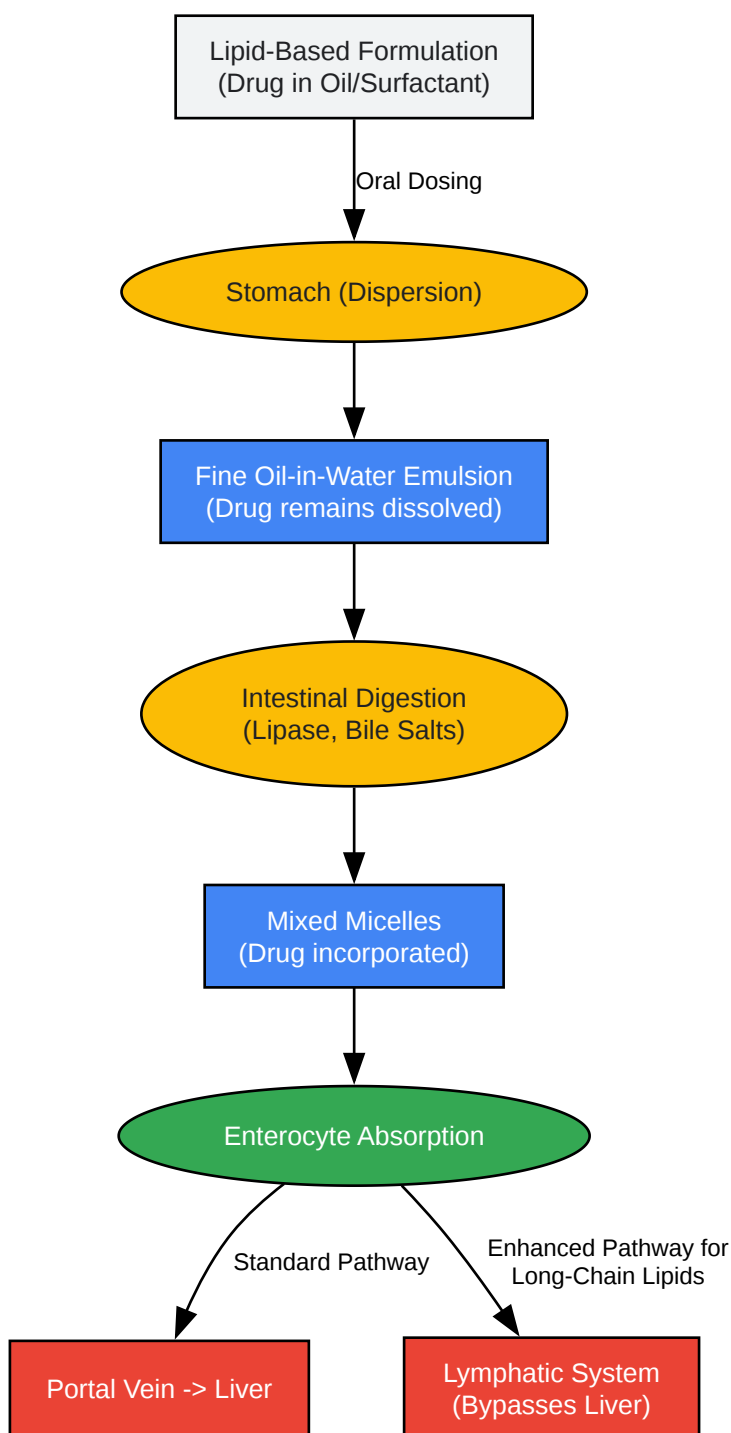 Lipid-Based Formulation
(Drug in Oil/Surfactant)
Oral Dosing
Stomach (Dispersion)
Fine Oil-in-Water Emulsion
(Drug remains dissolved)
Intestinal Digestion
(Lipase, Bile Salts)
Mixed Micelles
(Drug incorporated)
Enterocyte Absorption
Standard Pathway
Enhanced Pathway for
Long-Chain Lipids
Portal Vein -> Liver
Lymphatic System
(Bypasses Liver)